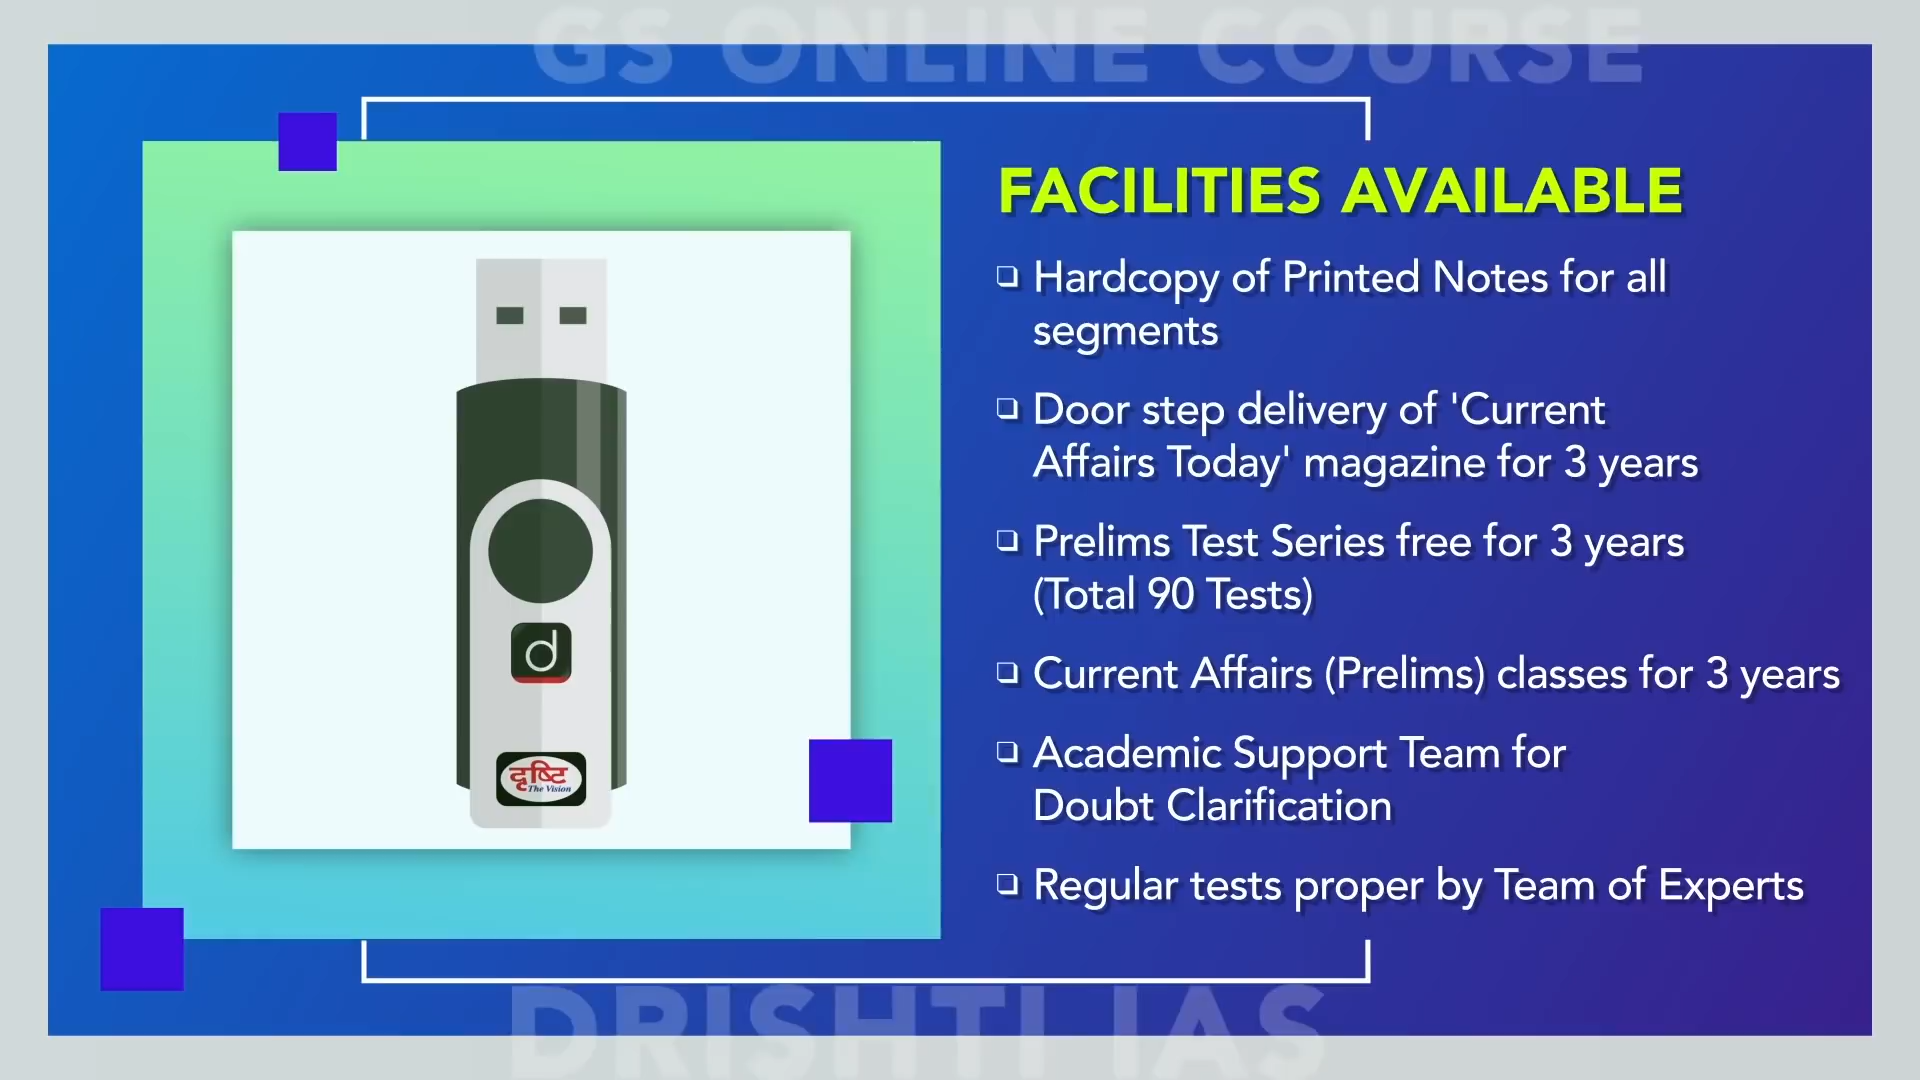 GS ONLINE COURSE
FACILITIES AVAILABLE
❑ Hardcopy of Printed Notes for all
segments
❑ Door step delivery of 'Current
Affairs Today' magazine for 3 years
❑ Prelims Test Series free for 3 years
(Total 90 Tests)
❑ Current Affairs (Prelims) classes for 3 years
❑ Academic Support Team for
Doubt Clarification
❑ Regular tests proper by Team of Experts
d
दृष्टि
The Vision
DRISHTI IAS